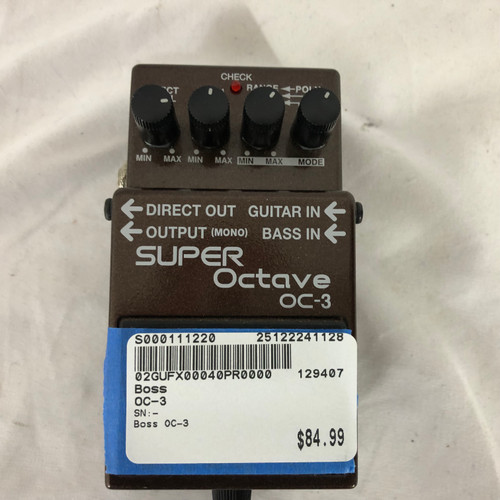 CHECK
RANGE
MIN MAX MIN MAX MIN MAX MODE
DIRECT OUT GUITAR IN
OUTPUT (MONO) BASS IN
SUPER
Octave
OC-3
S000111220 25122241128
02GUFX00040PR0000 129407
Boss
OC-3
SN:-
Boss OC-3
$84.99